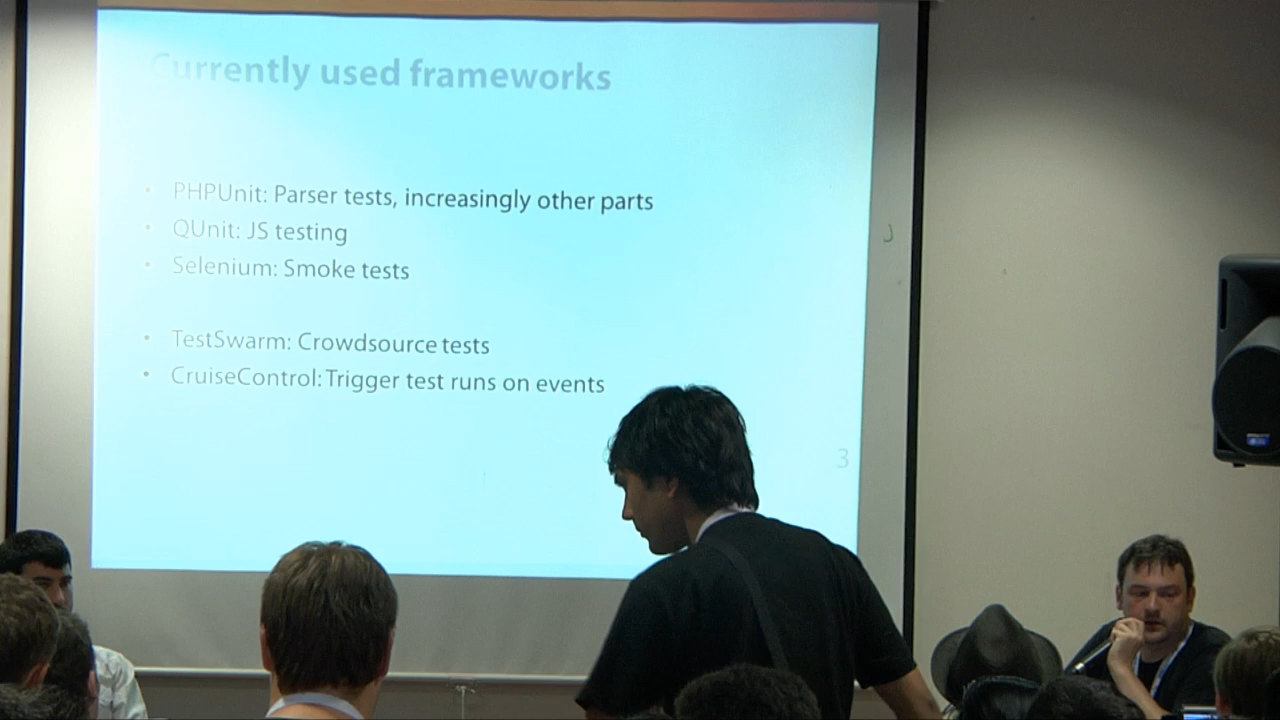 Currently used frameworks
PHPUnit: Parser tests, increasingly other parts
QUnit: JS testing
Selenium: Smoke tests
TestSwarm: Crowdsource tests
CruiseControl: Trigger test runs on events
3